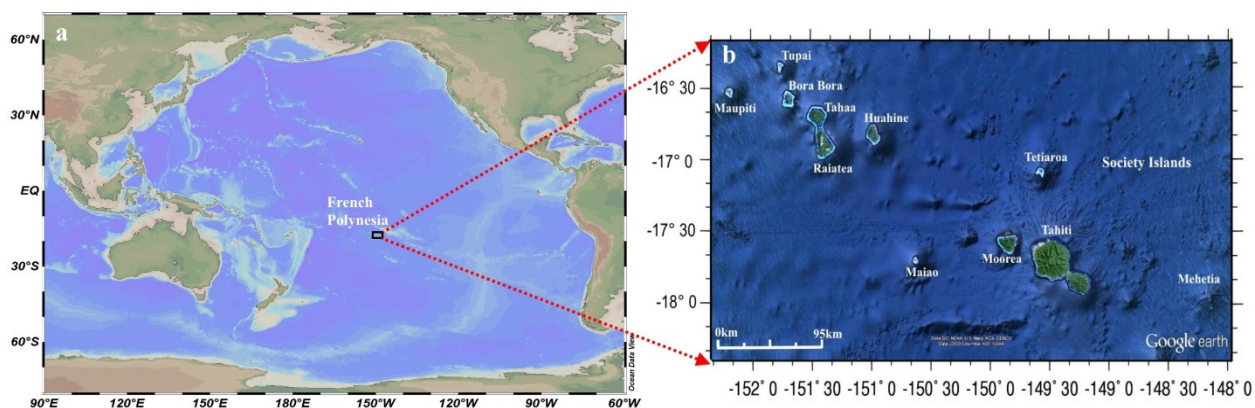 a
60°N
30°N
EQ
30°S
60°S
90°E
120°E
150°E
180°E
150°W
120°W
90°W
60°W
French
Polynesia
Ocean Data View
b
Tupai
Bora Bora
Maupiti
Tahaa
Huahine
Raiatea
Tetiaroa
Society Islands
Tahiti
Moorea
Maiao
Mehetia
0km
95km
Google earth
-16° 30
-17° 0
-17° 30
-18° 0
-152° 0
-151° 30
-151° 0
-150° 30
-150° 0
-149° 30
-149° 0
-148° 30
-148° 0